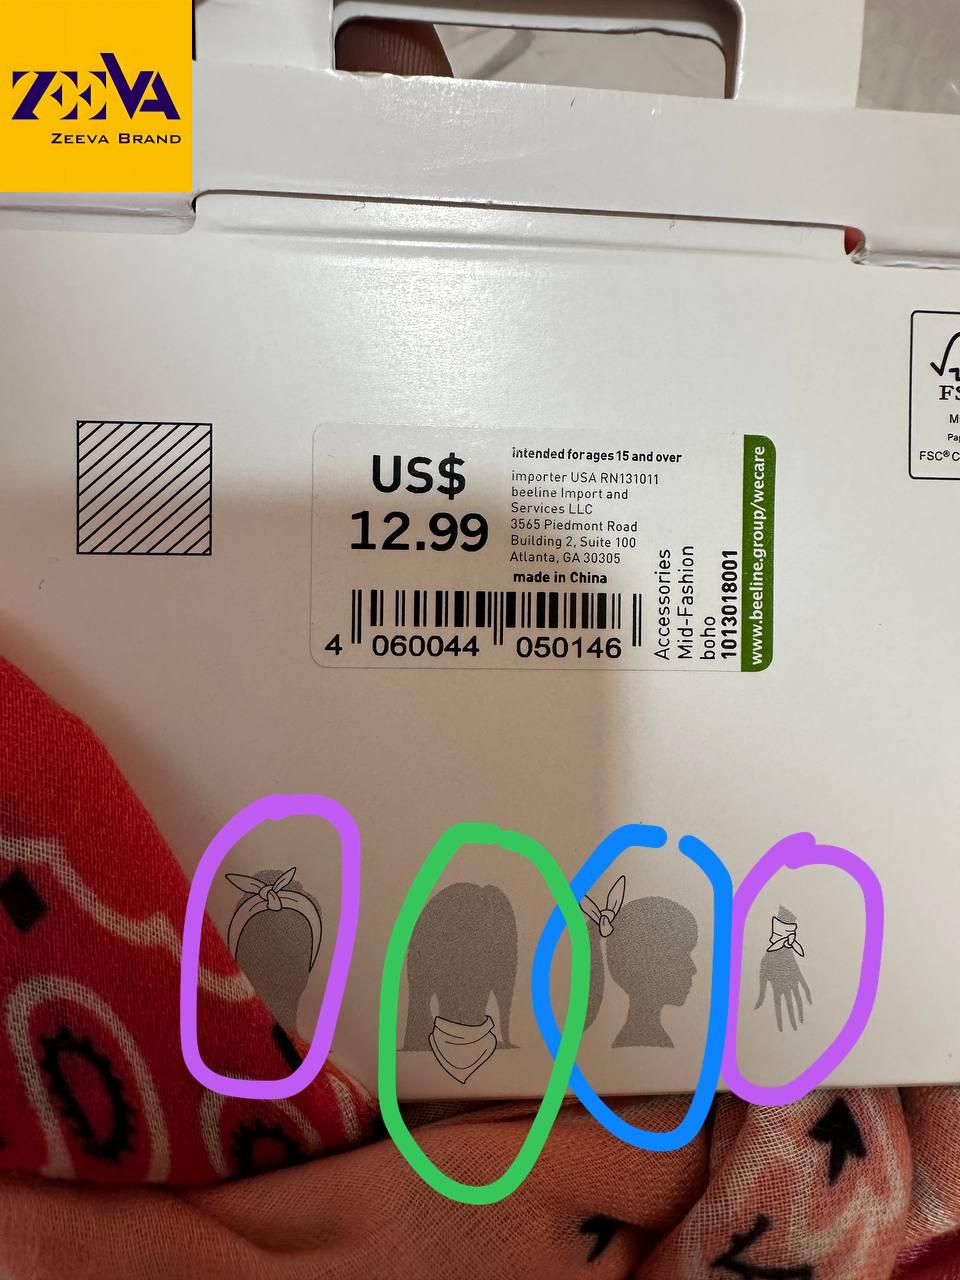 ZEEVA
ZEEVA BRAND
US$
12.99
intended for ages 15 and over
importer USA RN131011
beeline Import and
Services LLC
3565 Piedmont Road
Building 2, Suite 100
Atlanta, GA 30305
made in China
4 060044 050146
Accessories
Mid-Fashion
boho
1013018001
www.beeline.group/wecare
FSC® C